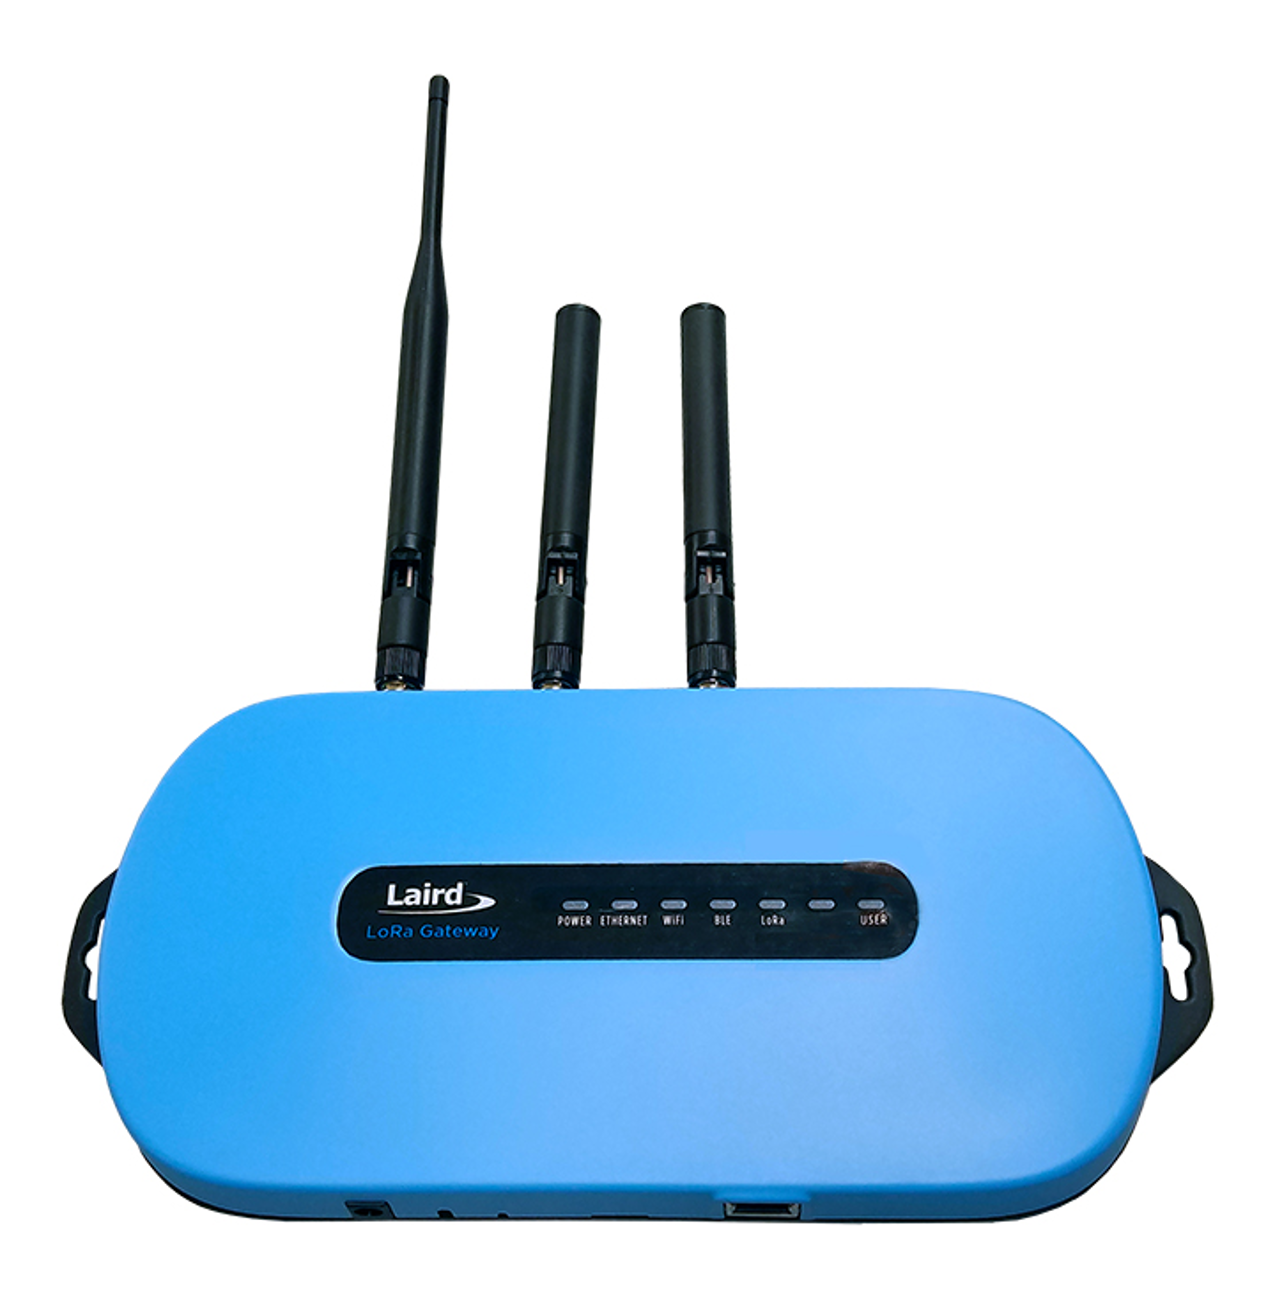 Laird
LoRa Gateway
POWER ETHERNET WiFi BLE LoRa USER